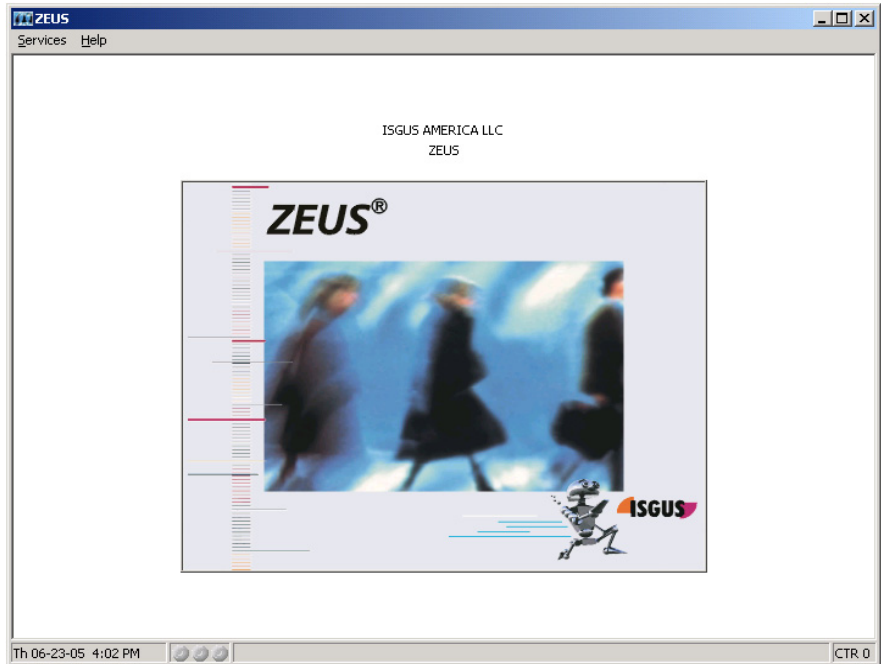 ZEUS
Services Help
ISGUS AMERICA LLC
ZEUS
ZEUS®
ISGUS
Th 06-23-05 4:02 PM
CTR 0